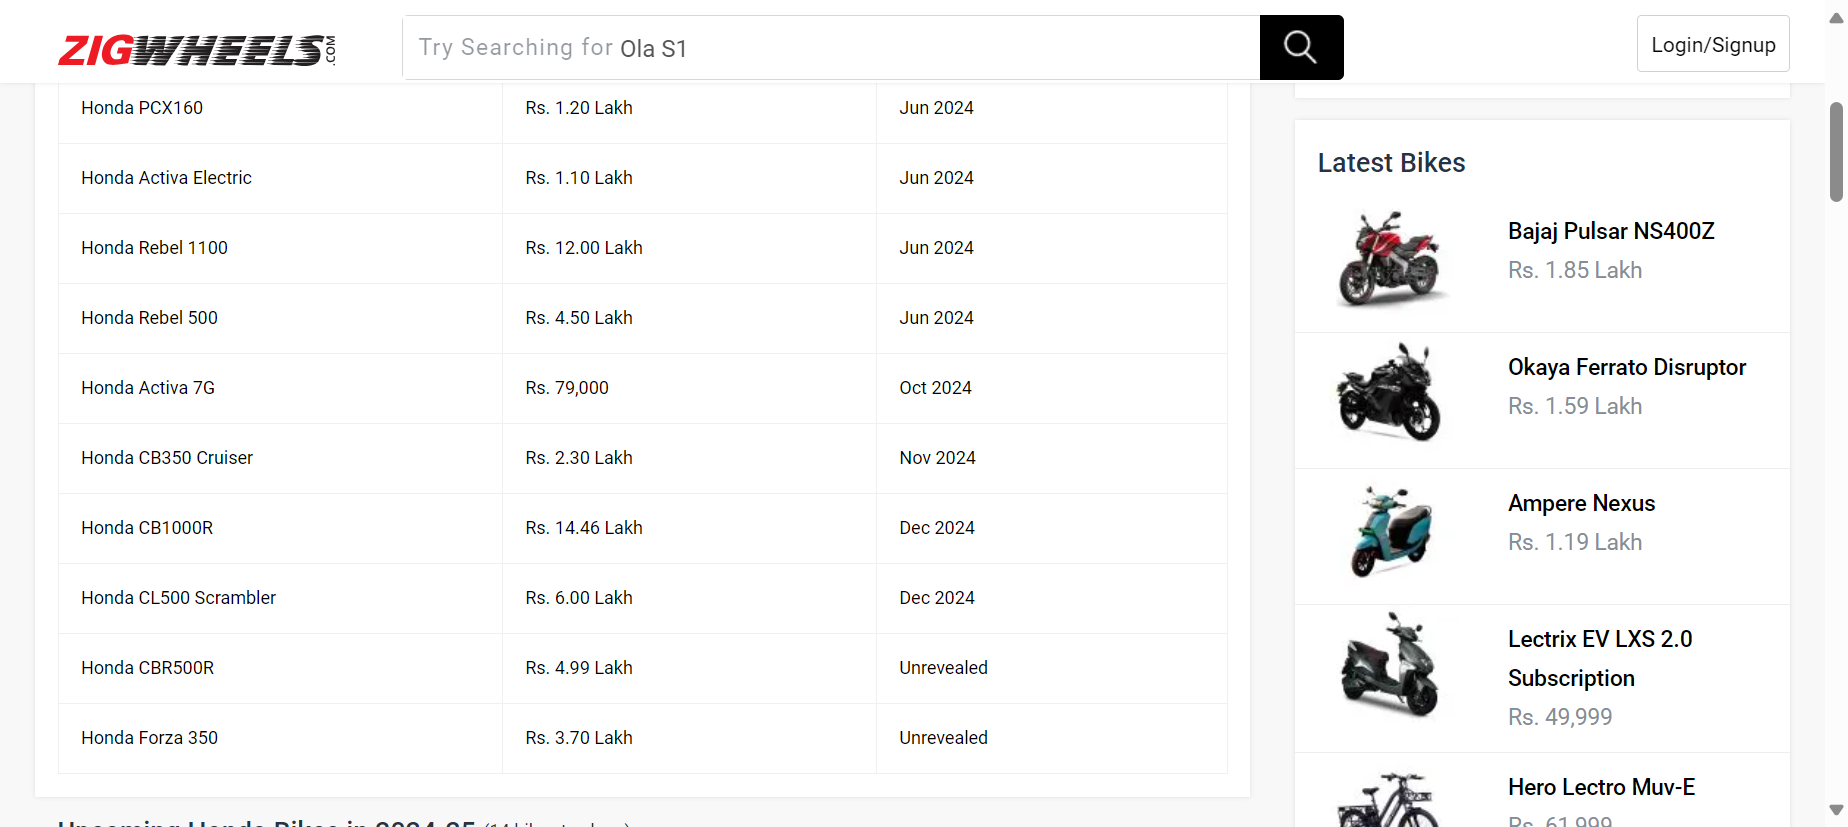 ZIGWHEELS.COM
Try Searching for Ola S1
Login/Signup
Honda PCX160 Rs. 1.20 Lakh Jun 2024
Honda Activa Electric Rs. 1.10 Lakh Jun 2024
Honda Rebel 1100 Rs. 12.00 Lakh Jun 2024
Honda Rebel 500 Rs. 4.50 Lakh Jun 2024
Honda Activa 7G Rs. 79,000 Oct 2024
Honda CB350 Cruiser Rs. 2.30 Lakh Nov 2024
Honda CB1000R Rs. 14.46 Lakh Dec 2024
Honda CL500 Scrambler Rs. 6.00 Lakh Dec 2024
Honda CBR500R Rs. 4.99 Lakh Unrevealed
Honda Forza 350 Rs. 3.70 Lakh Unrevealed
Upcoming Honda Bikes in 2024-25
Latest Bikes
Bajaj Pulsar NS400Z
Rs. 1.85 Lakh
Okaya Ferrato Disruptor
Rs. 1.59 Lakh
Ampere Nexus
Rs. 1.19 Lakh
Lectrix EV LXS 2.0
Subscription
Rs. 49,999
Hero Lectro Muv-E
Rs. 61,999